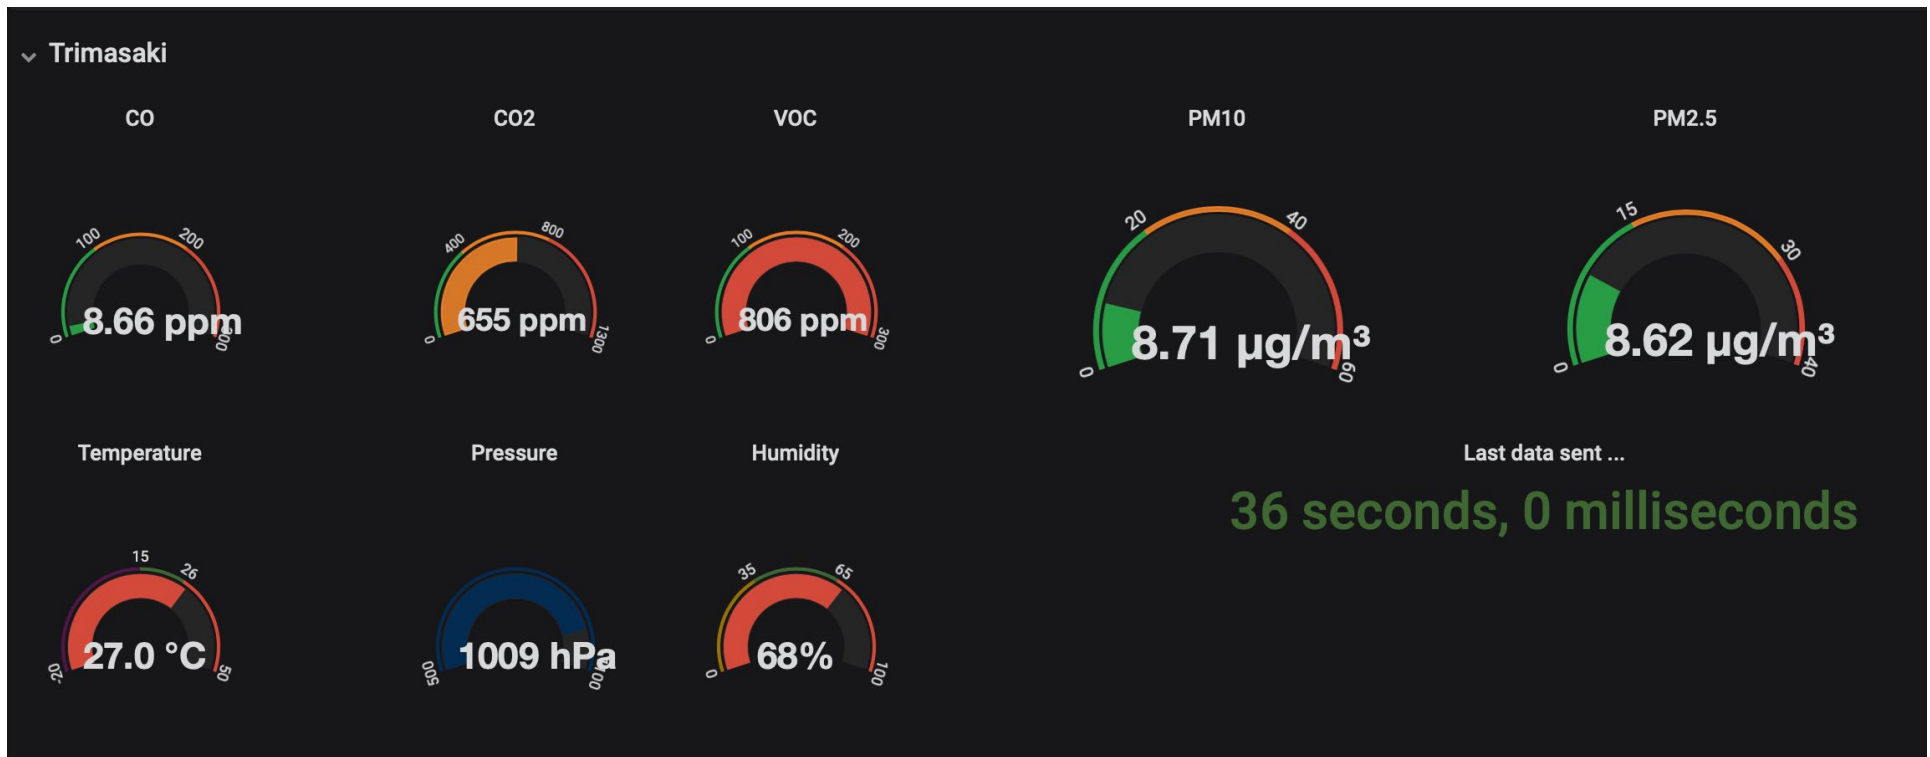 Trimasaki
CO
CO2
VOC
PM10
PM2.5
0
100
200
300
8.66 ppm
0
400
800
1300
655 ppm
0
100
200
300
806 ppm
0
20
40
60
8.71 µg/m³
0
15
30
40
8.62 µg/m³
Temperature
Pressure
Humidity
Last data sent ...
36 seconds, 0 milliseconds
-20
15
26
50
27.0 °C
500
1009 hPa
0
35
65
100
68%